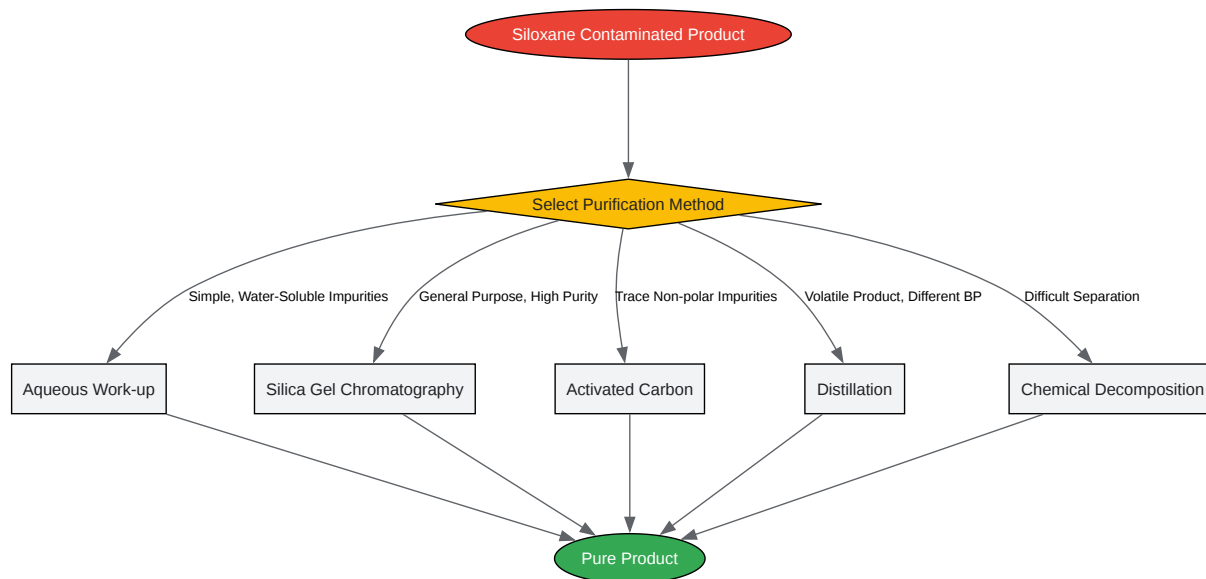 Siloxane Contaminated Product
Select Purification Method
Simple, Water-Soluble Impurities
General Purpose, High Purity
Trace Non-polar Impurities
Volatile Product, Different BP
Difficult Separation
Aqueous Work-up
Silica Gel Chromatography
Activated Carbon
Distillation
Chemical Decomposition
Pure Product